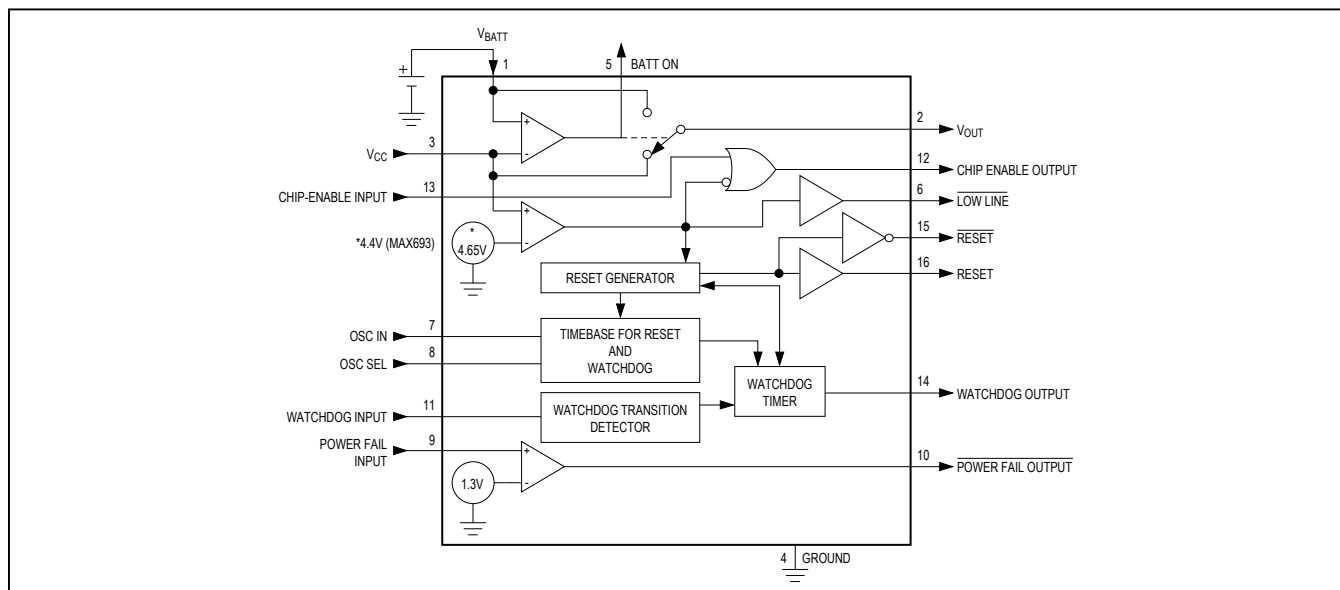 VBATT
1
5 BATT ON
+
+
-
2
VOUT
3
VCC
12
CHIP ENABLE OUTPUT
13
CHIP-ENABLE INPUT
6
LOW LINE
+
-
*
4.65V
*4.4V (MAX693)
15
RESET
16
RESET
RESET GENERATOR
7
OSC IN
8
OSC SEL
TIMEBASE FOR RESET
AND
WATCHDOG
WATCHDOG
TIMER
14
WATCHDOG OUTPUT
11
WATCHDOG INPUT
WATCHDOG TRANSITION
DETECTOR
9
POWER FAIL
INPUT
+
-
1.3V
10
POWER FAIL OUTPUT
4 GROUND